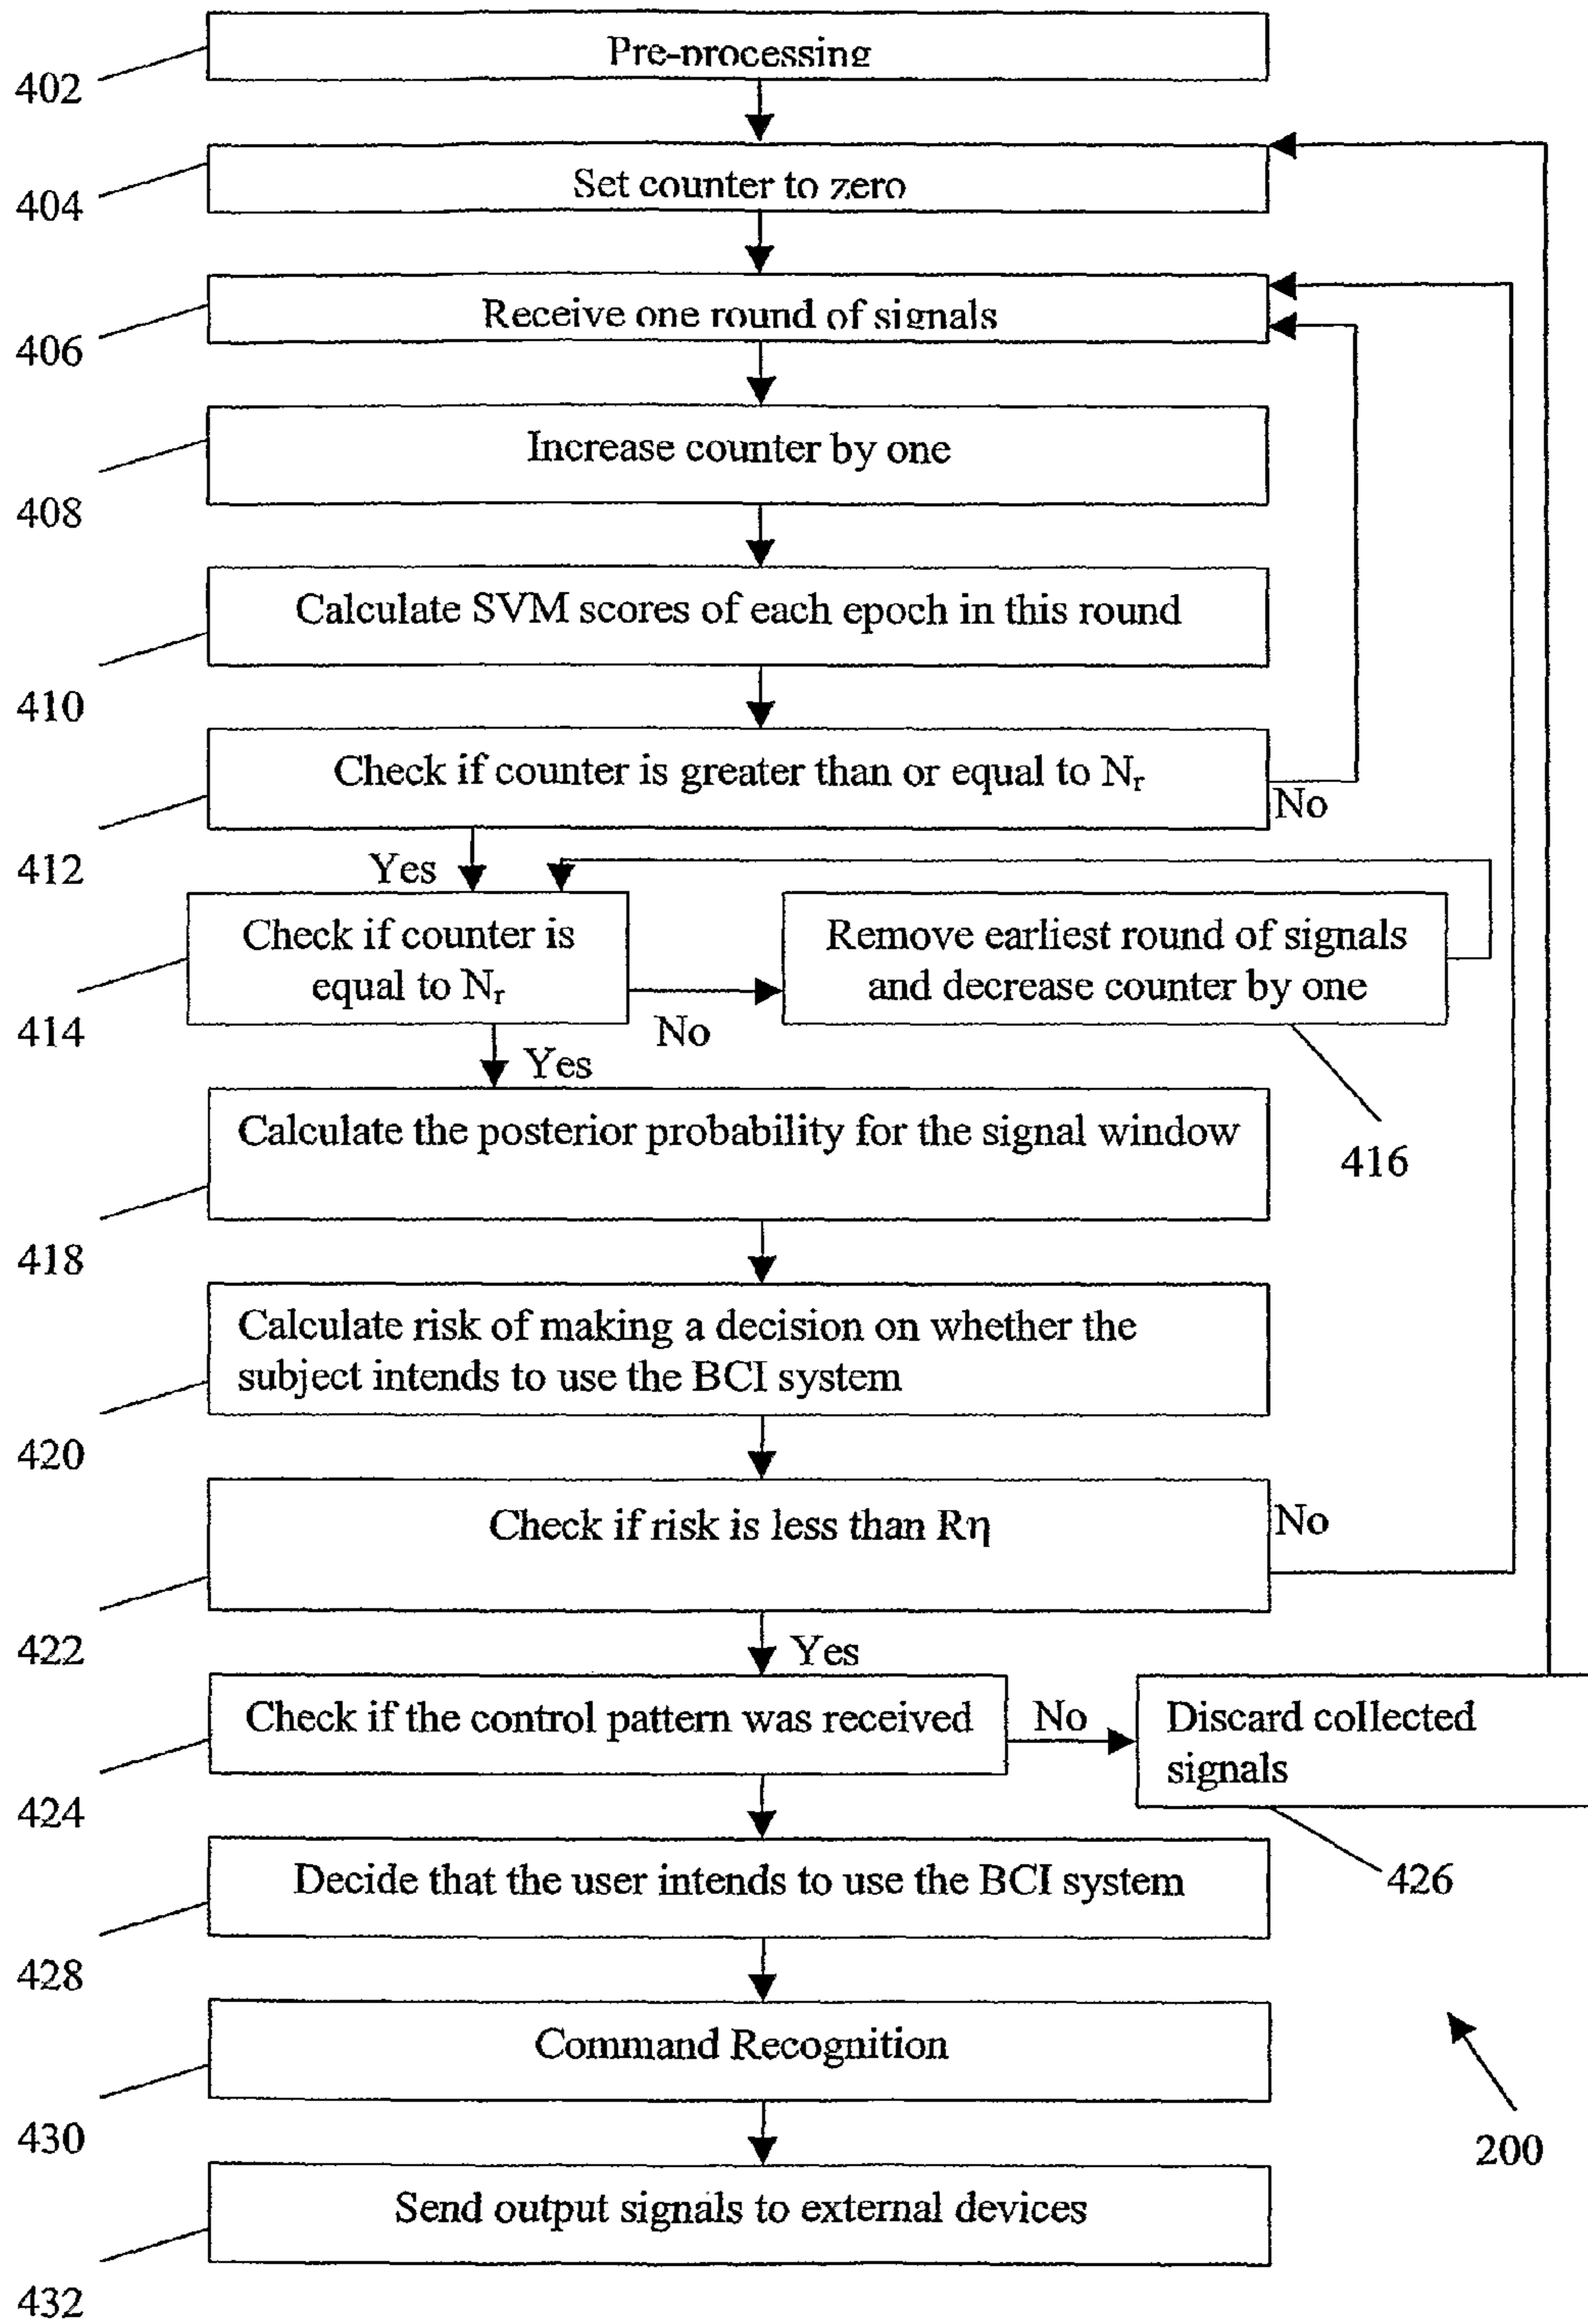 Pre-processing
402
Set counter to zero
404
Receive one round of signals
406
Increase counter by one
408
Calculate SVM scores of each epoch in this round
410
Check if counter is greater than or equal to Nr
No
412
Yes
Check if counter is
equal to Nr
No
Remove earliest round of signals
and decrease counter by one
414
Yes
416
Calculate the posterior probability for the signal window
418
Calculate risk of making a decision on whether the
subject intends to use the BCI system
420
Check if risk is less than Rη
No
422
Yes
Check if the control pattern was received
No
Discard collected
signals
424
426
Decide that the user intends to use the BCI system
428
Command Recognition
430
200
Send output signals to external devices
432